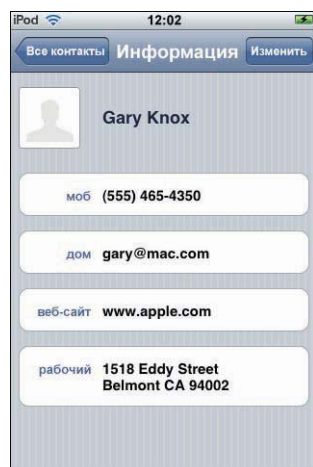 iPod 12:02
Все контакты Информация Изменить
Gary Knox
моб (555) 465-4350
дом gary@mac.com
веб-сайт www.apple.com
рабочий 1518 Eddy Street
Belmont CA 94002